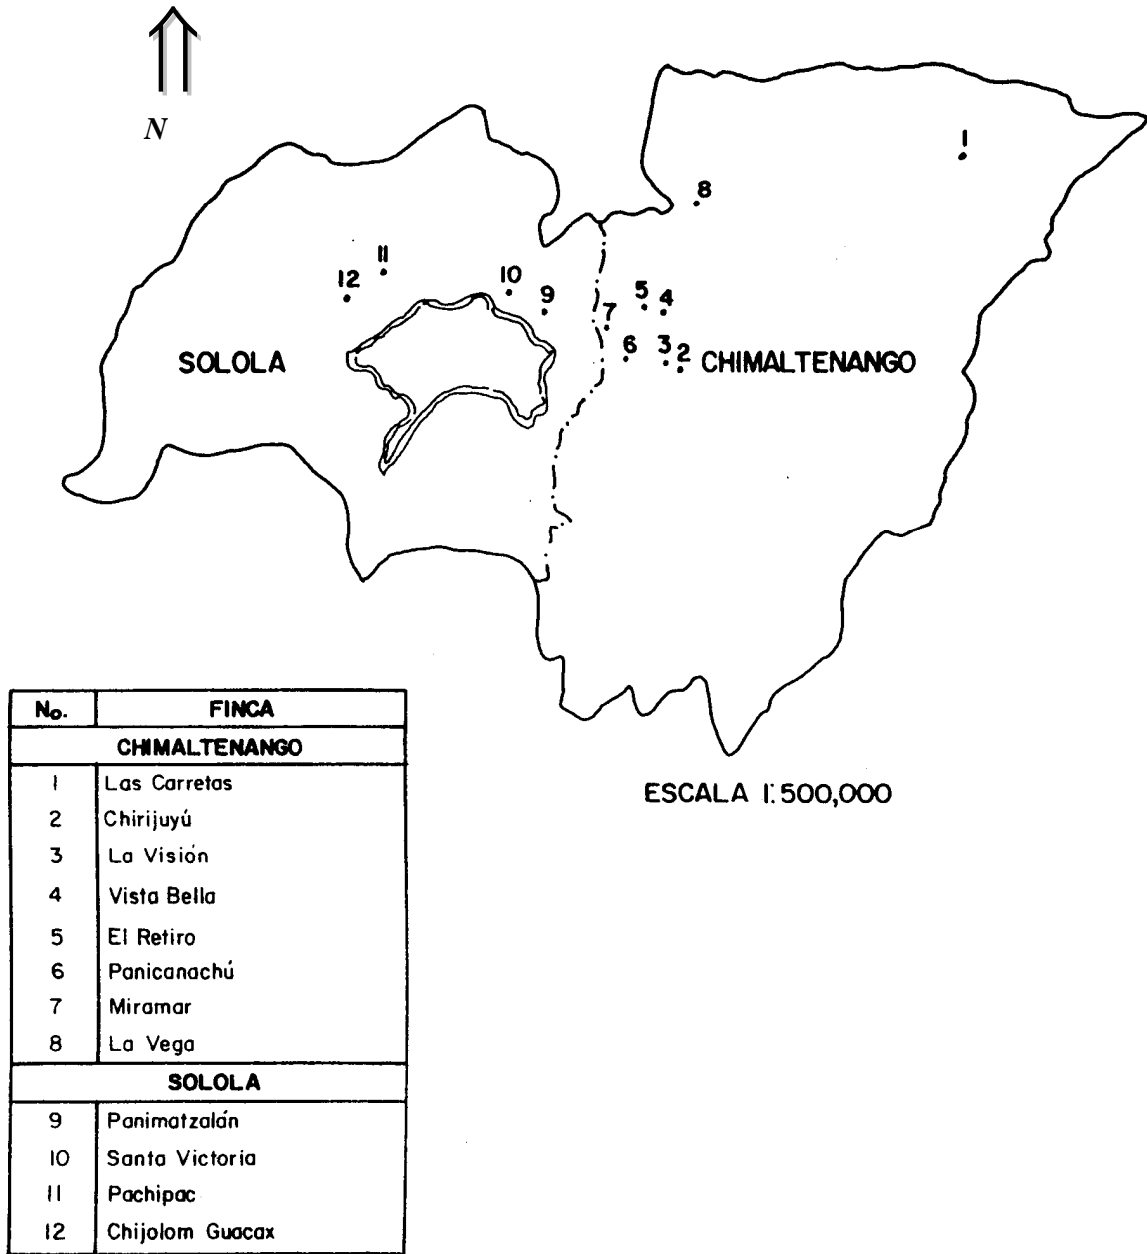 N
1
8
11
12
10
9
5 4
7
6 3 2
SOLOLA
CHIMALTENANGO
ESCALA 1:500,000
No. FINCA
CHIMALTENANGO
1 Las Carretas
2 Chirijuyú
3 La Visión
4 Vista Bella
5 El Retiro
6 Panicanachú
7 Miramar
8 La Vega
SOLOLA
9 Panimatzalán
10 Santa Victoria
11 Pachipac
12 Chijolom Guacax